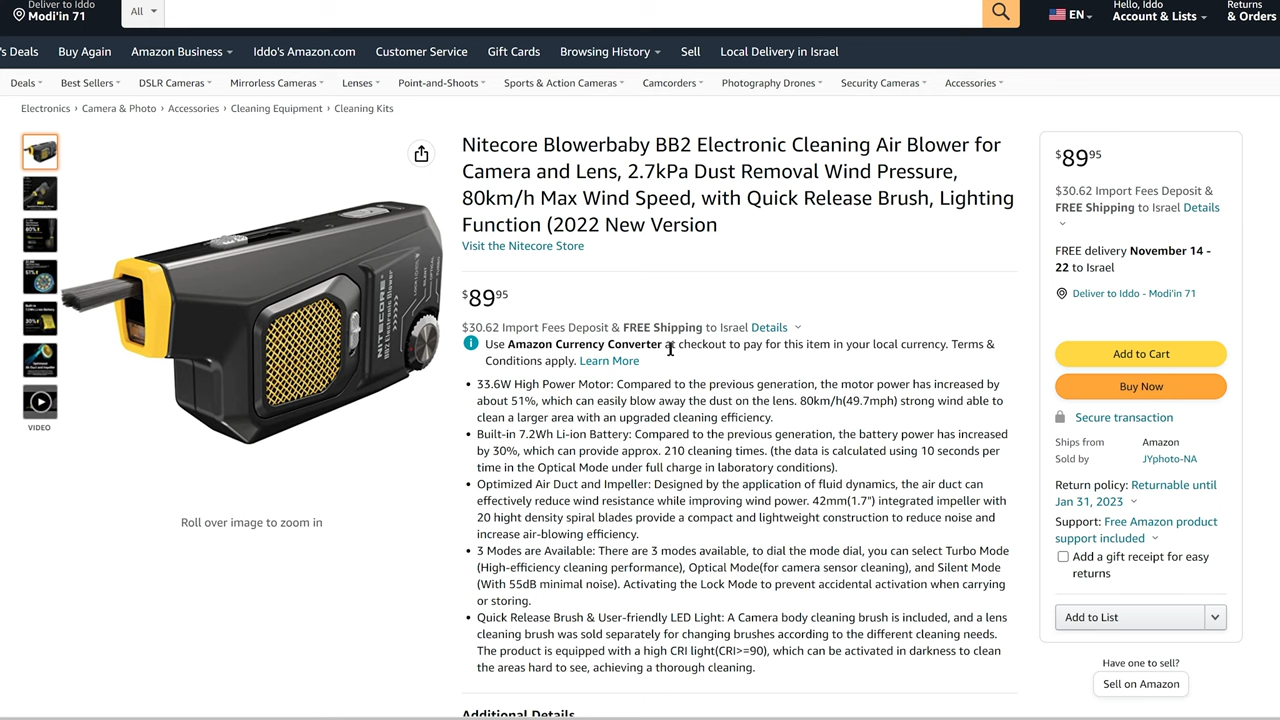 Deliver to Iddo
Modi'in 71
All
EN
Hello, Iddo
Account & Lists
Returns
& Orders
's Deals
Buy Again
Amazon Business
Iddo's Amazon.com
Customer Service
Gift Cards
Browsing History
Sell
Local Delivery in Israel
Deals
Best Sellers
DSLR Cameras
Mirrorless Cameras
Lenses
Point-and-Shoots
Sports & Action Cameras
Camcorders
Photography Drones
Security Cameras
Accessories
Electronics › Camera & Photo › Accessories › Cleaning Equipment › Cleaning Kits
VIDEO
NITECORE
Roll over image to zoom in
Nitecore Blowerbaby BB2 Electronic Cleaning Air Blower for
Camera and Lens, 2.7kPa Dust Removal Wind Pressure,
80km/h Max Wind Speed, with Quick Release Brush, Lighting
Function (2022 New Version
Visit the Nitecore Store
$8995
$30.62 Import Fees Deposit & FREE Shipping to Israel Details
Use Amazon Currency Converter at checkout to pay for this item in your local currency. Terms &
Conditions apply. Learn More
• 33.6W High Power Motor: Compared to the previous generation, the motor power has increased by
about 51%, which can easily blow away the dust on the lens. 80km/h(49.7mph) strong wind able to
clean a larger area with an upgraded cleaning efficiency.
• Built-in 7.2Wh Li-ion Battery: Compared to the previous generation, the battery power has increased
by 30%, which can provide approx. 210 cleaning times. (the data is calculated using 10 seconds per
time in the Optical Mode under full charge in laboratory conditions).
• Optimized Air Duct and Impeller: Designed by the application of fluid dynamics, the air duct can
effectively reduce wind resistance while improving wind power. 42mm(1.7") integrated impeller with
20 hight density spiral blades provide a compact and lightweight construction to reduce noise and
increase air-blowing efficiency.
• 3 Modes are Available: There are 3 modes available, to dial the mode dial, you can select Turbo Mode
(High-efficiency cleaning performance), Optical Mode(for camera sensor cleaning), and Silent Mode
(With 55dB minimal noise). Activating the Lock Mode to prevent accidental activation when carrying
or storing.
• Quick Release Brush & User-friendly LED Light: A Camera body cleaning brush is included, and a lens
cleaning brush was sold separately for changing brushes according to the different cleaning needs.
The product is equipped with a high CRI light(CRI>=90), which can be activated in darkness to clean
the areas hard to see, achieving a thorough cleaning.
Additional Details
$8995
$30.62 Import Fees Deposit &
FREE Shipping to Israel Details
FREE delivery November 14 -
22 to Israel
Deliver to Iddo - Modi'in 71
Add to Cart
Buy Now
Secure transaction
Ships from Amazon
Sold by JYphoto-NA
Return policy: Returnable until
Jan 31, 2023
Support: Free Amazon product
support included
Add a gift receipt for easy
returns
Add to List
Have one to sell?
Sell on Amazon